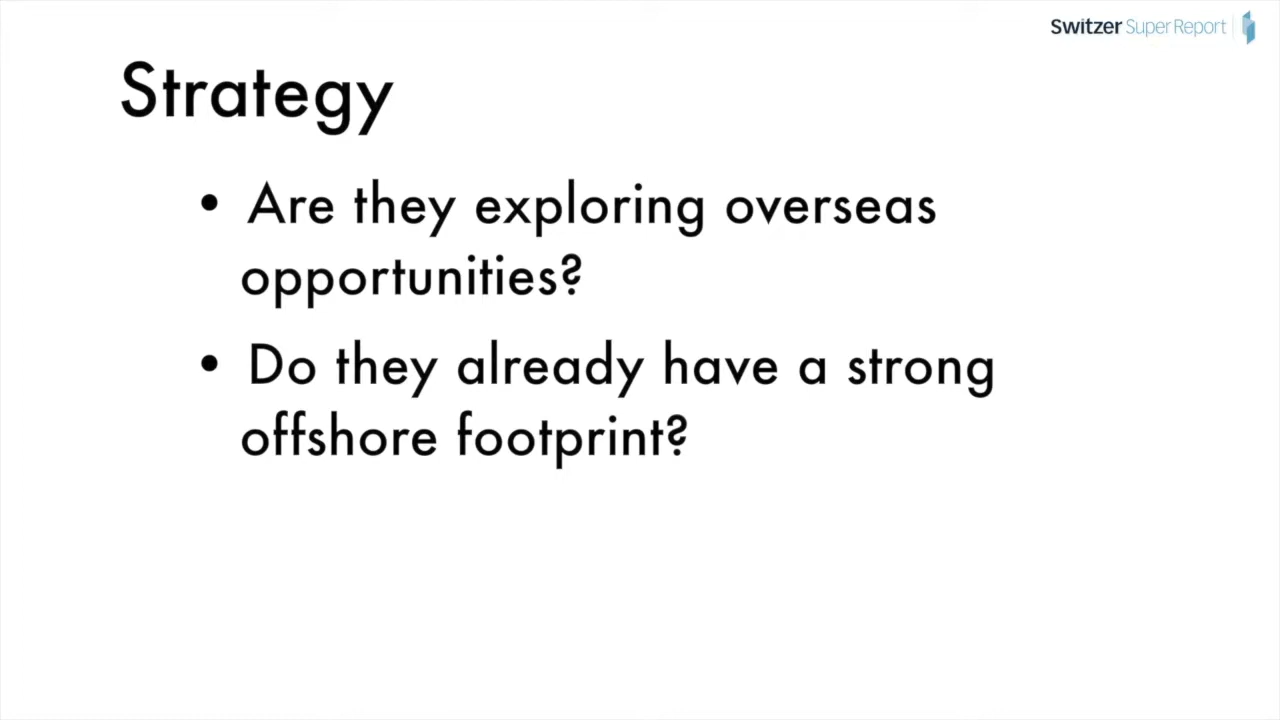 Switzer Super Report
Strategy
• Are they exploring overseas
opportunities?
• Do they already have a strong
offshore footprint?